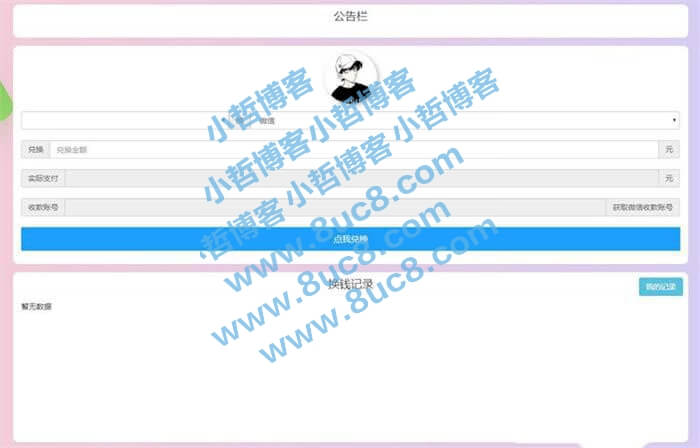 公告栏
微信
兑换 兑换金额 元
实际支付 元
收款账号 获取微信收款账号
点我兑换
换钱记录 我的记录
暂无数据
小哲博客
小哲博客
小哲博客
小哲博客
小哲博客
哲博客
www.8uc8.com
www.8uc8.com
www.8uc8.com